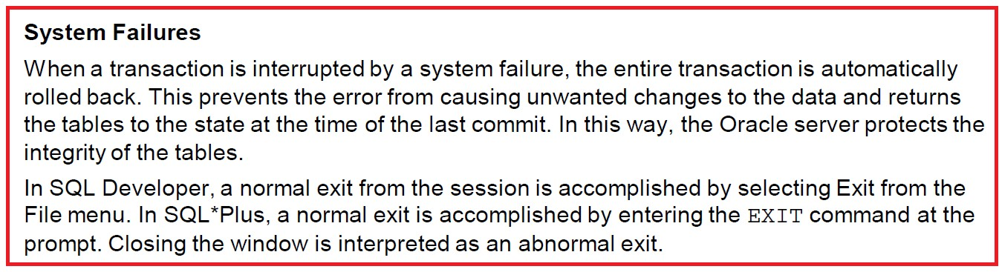 System Failures
When a transaction is interrupted by a system failure, the entire transaction is automatically
rolled back. This prevents the error from causing unwanted changes to the data and returns
the tables to the state at the time of the last commit. In this way, the Oracle server protects the
integrity of the tables.
In SQL Developer, a normal exit from the session is accomplished by selecting Exit from the
File menu. In SQL*Plus, a normal exit is accomplished by entering the EXIT command at the
prompt. Closing the window is interpreted as an abnormal exit.